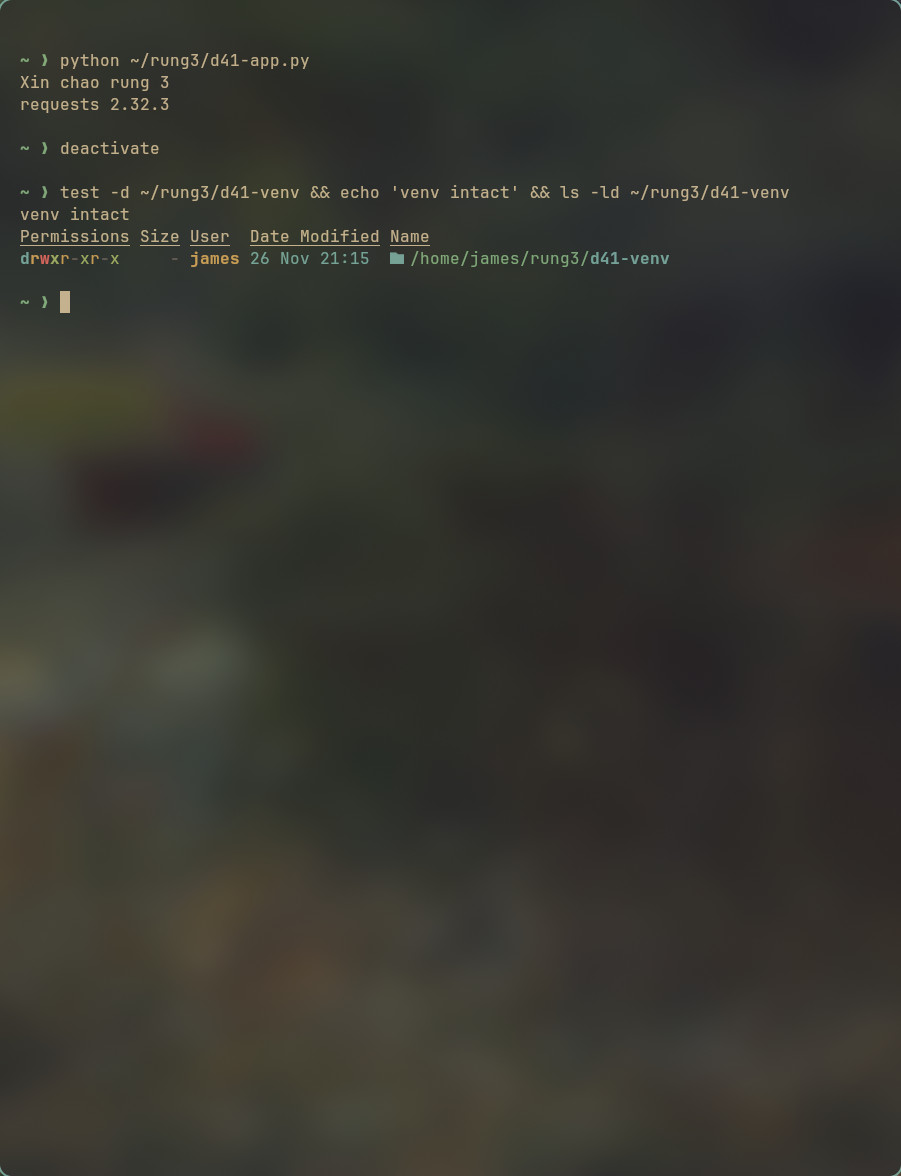 ~ ❯ python ~/rung3/d41-app.py
Xin chao rung 3
requests 2.32.3
~ ❯ deactivate
~ ❯ test -d ~/rung3/d41-venv && echo 'venv intact' && ls -ld ~/rung3/d41-venv
venv intact
Permissions Size User  Date Modified Name
drwxr-xr-x     - james 26 Nov 21:15  /home/james/rung3/d41-venv
~ ❯